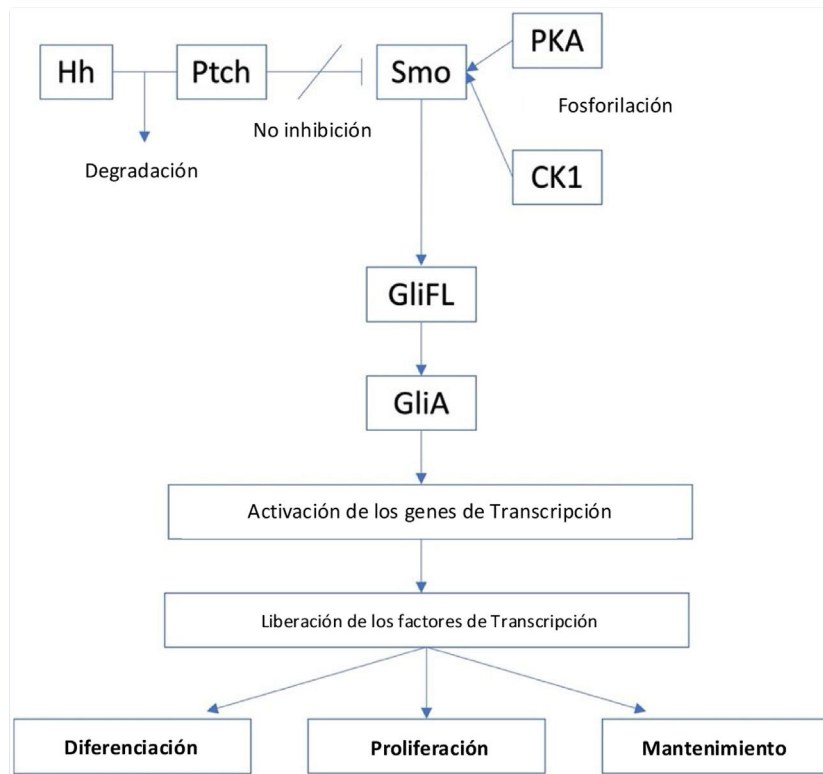 Hh
Ptch
Smo
PKA
No inhibición
Fosforilación
Degradación
CK1
GliFL
GliA
Activación de los genes de Transcripción
Liberación de los factores de Transcripción
Diferenciación
Proliferación
Mantenimiento